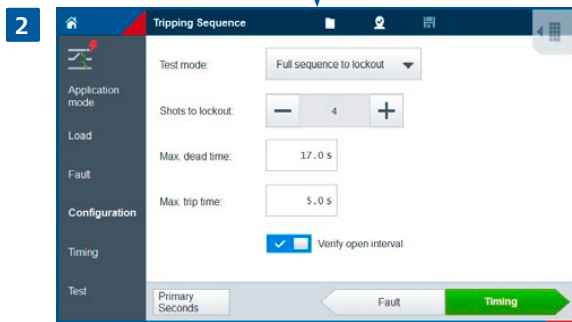 2
Tripping Sequence
Application
mode
Load
Fault
Configuration
Timing
Test
Test mode:
Full sequence to lockout
Shots to lockout:
4
Max. dead time:
17.0 s
Max. trip time:
5.0 s
Verify open interval
Primary
Seconds
Fault
Timing